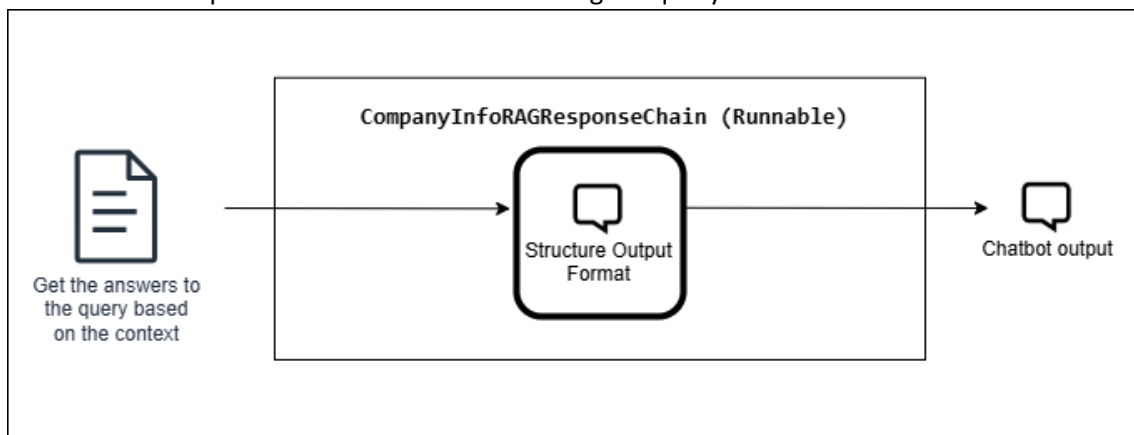 CompanyInfoRAGResponseChain (Runnable)
Structure Output
Format
Get the answers to
the query based
on the context
Chatbot output